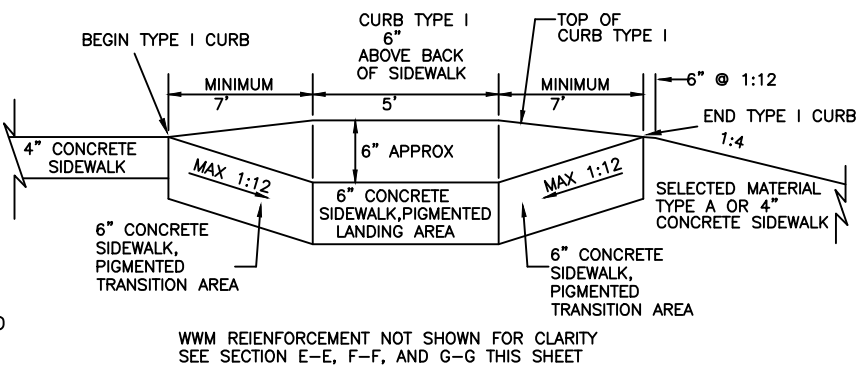 CURB TYPE I
6"
ABOVE BACK
OF SIDEWALK
TOP OF
CURB TYPE I
BEGIN TYPE I CURB
MINIMUM
7'
5'
MINIMUM
7'
6" @ 1:12
END TYPE I CURB
1:4
4" CONCRETE
SIDEWALK
6" APPROX
MAX 1:12
MAX 1:12
6" CONCRETE
SIDEWALK,PIGMENTED
LANDING AREA
SELECTED MATERIAL
TYPE A OR 4"
CONCRETE SIDEWALK
6" CONCRETE
SIDEWALK,
PIGMENTED
TRANSITION AREA
6" CONCRETE
SIDEWALK,
PIGMENTED
TRANSITION AREA
WWM REIENFORCEMENT NOT SHOWN FOR CLARITY
SEE SECTION E-E, F-F, AND G-G THIS SHEET